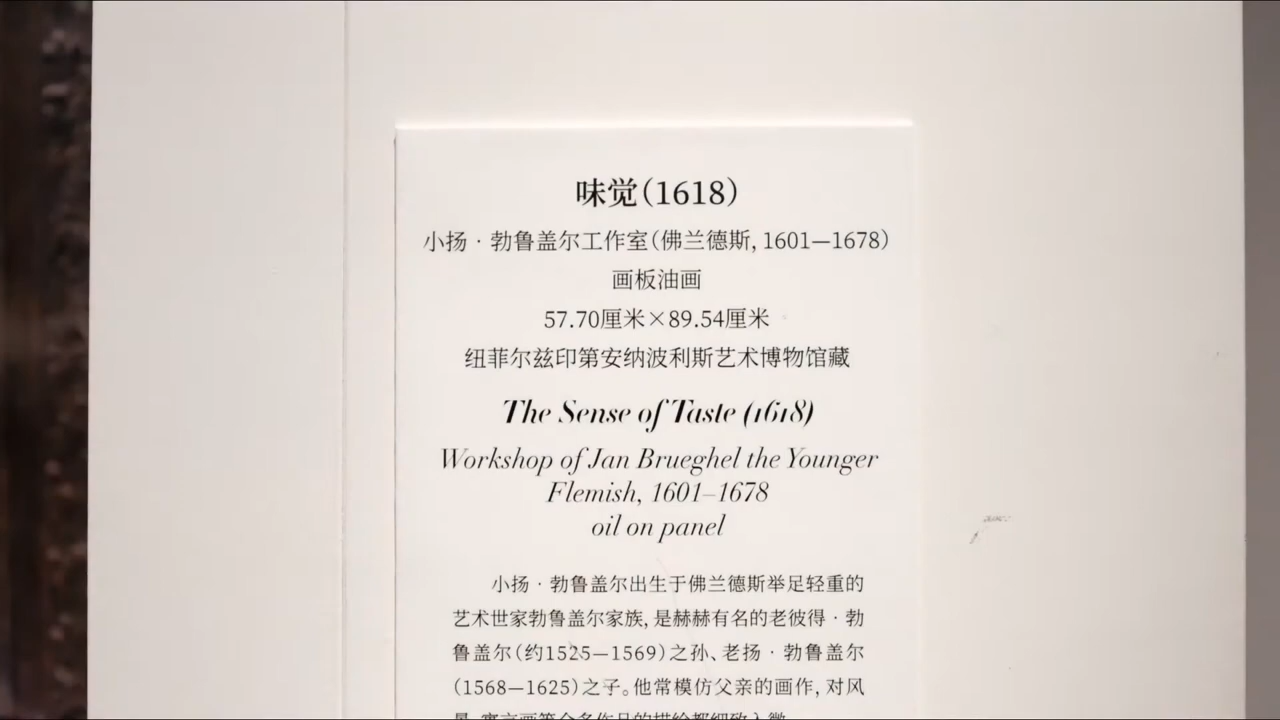 味觉(1618)
小扬·勃鲁盖尔工作室(佛兰德斯, 1601—1678)
画板油画
57.70厘米×89.54厘米
纽菲尔兹印第安纳波利斯艺术博物馆藏
The Sense of Taste (1618)
Workshop of Jan Brueghel the Younger
Flemish, 1601–1678
oil on panel
小扬·勃鲁盖尔出生于佛兰德斯举足轻重的
艺术世家勃鲁盖尔家族, 是赫赫有名的老彼得·勃
鲁盖尔(约1525—1569)之孙、老扬·勃鲁盖尔
(1568—1625)之子。他常模仿父亲的画作, 对风